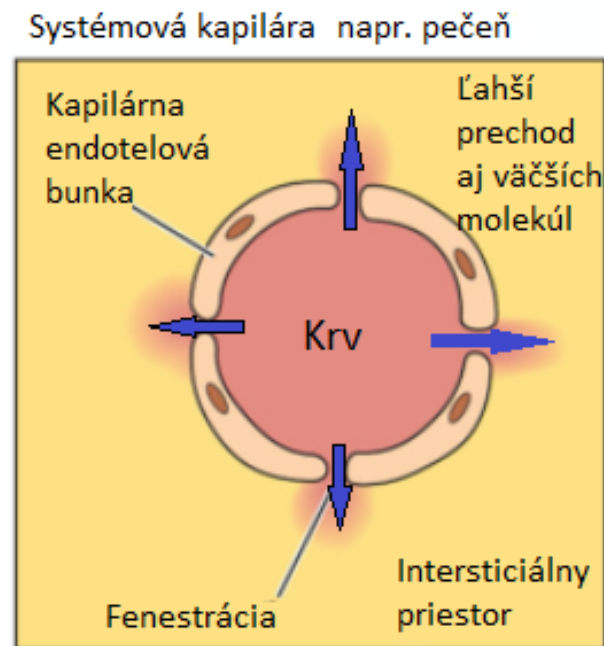 Systémová kapilára  napr. pečeň
Kapilárna
endotelová
bunka
Ľahší
prechod
aj väčších
molekúl
Krv
Fenestrácia
Intersticiálny
priestor